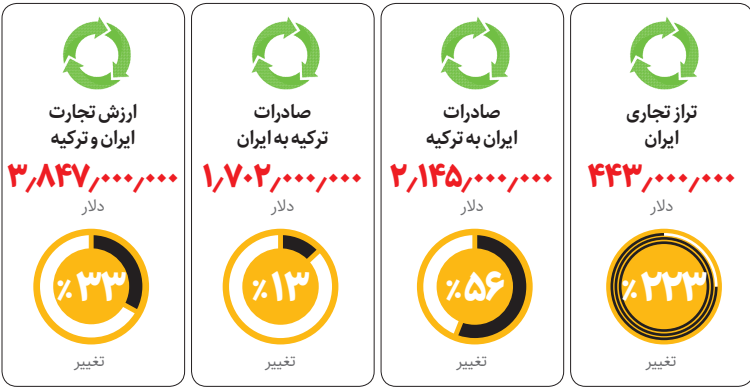 تراز تجاری
ایران
۴۴۳٫۰۰۰٫۰۰۰
دلار
٪۲۲۳
تغییر
صادرات
ایران به ترکیه
۲٫۱۴۵٫۰۰۰٫۰۰۰
دلار
٪۵۶
تغییر
صادرات
ترکیه به ایران
۱٫۷۰۲٫۰۰۰٫۰۰۰
دلار
٪۱۳
تغییر
ارزش تجارت
ایران و ترکیه
۳٫۸۴۷٫۰۰۰٫۰۰۰
دلار
٪۳۳
تغییر